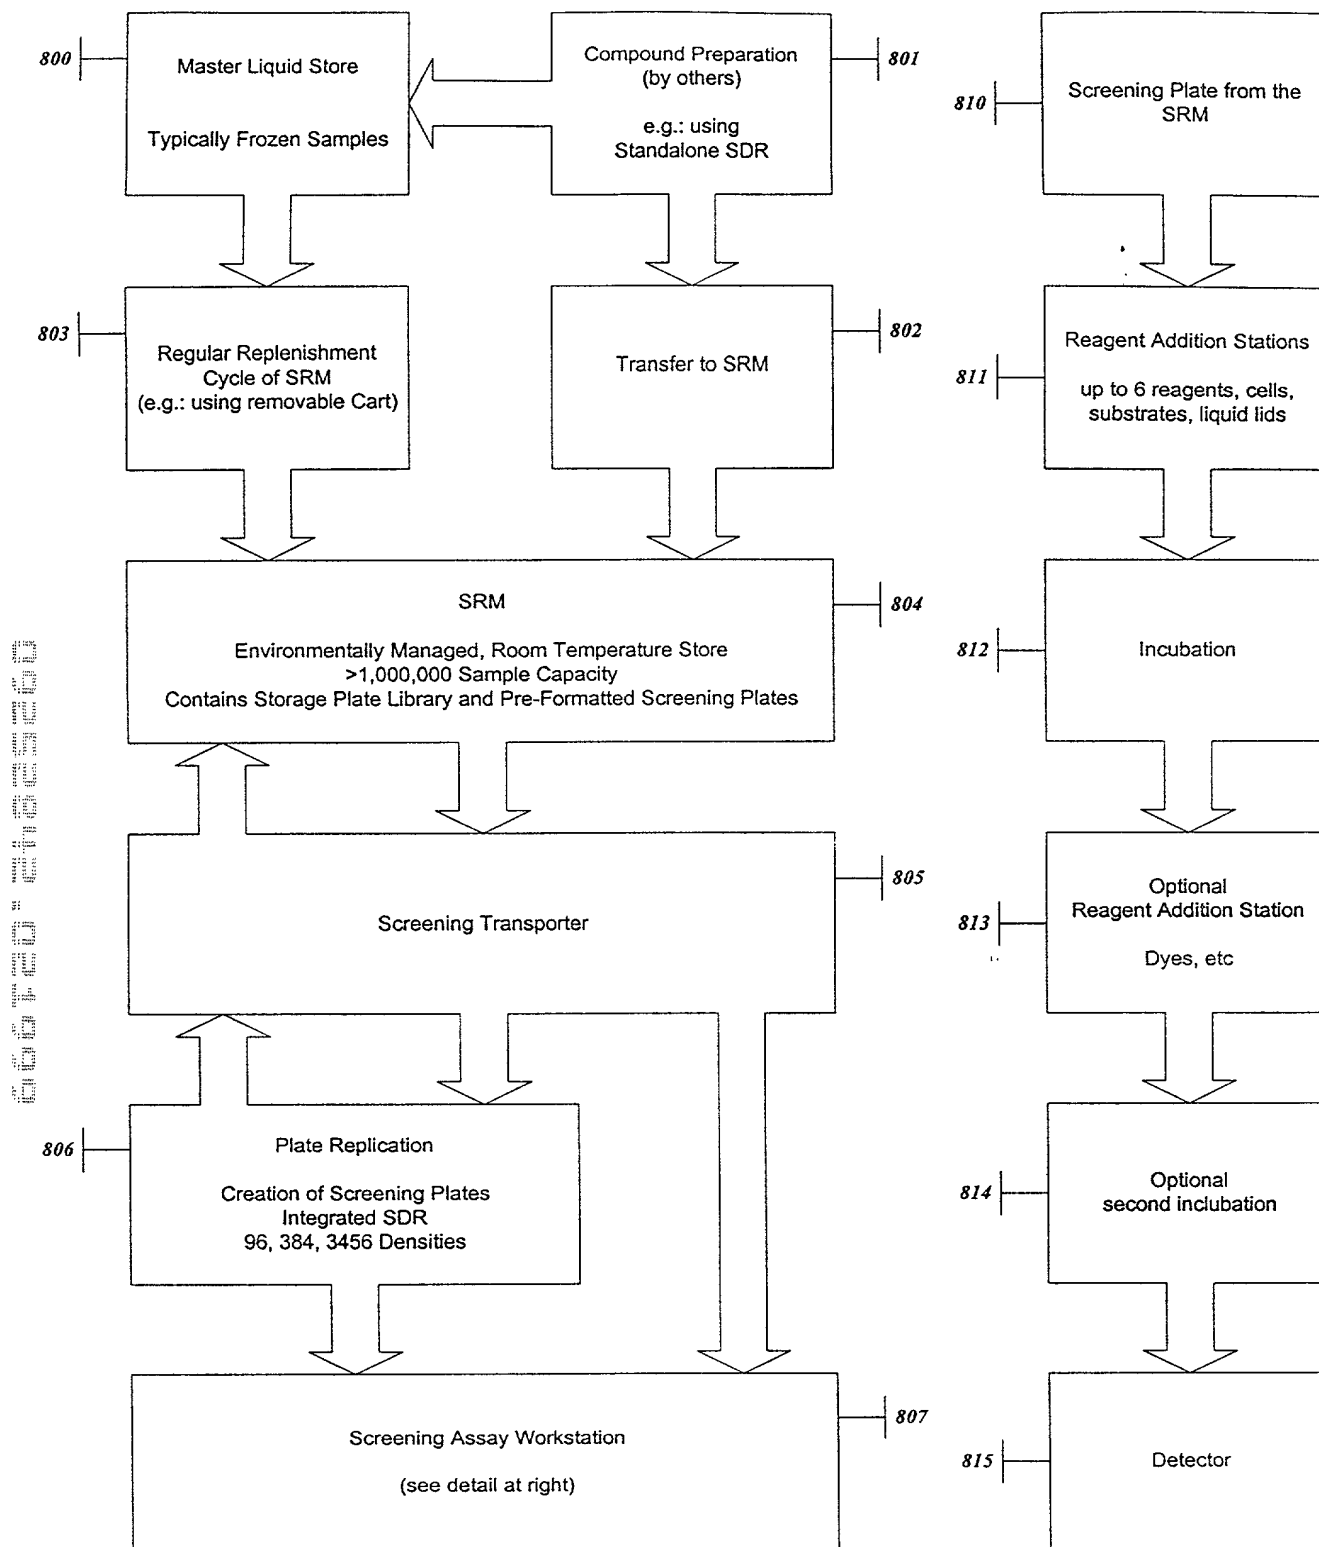 800
Master Liquid Store
Typically Frozen Samples
Compound Preparation
(by others)
e.g.: using
Standalone SDR
801
803
Regular Replenishment
Cycle of SRM
(e.g.: using removable Cart)
Transfer to SRM
802
SRM
Environmentally Managed, Room Temperature Store
>1,000,000 Sample Capacity
Contains Storage Plate Library and Pre-Formatted Screening Plates
804
Screening Transporter
805
806
Plate Replication
Creation of Screening Plates
Integrated SDR
96, 384, 3456 Densities
Screening Assay Workstation
(see detail at right)
807
810
Screening Plate from the
SRM
811
Reagent Addition Stations
up to 6 reagents, cells,
substrates, liquid lids
812
Incubation
813
Optional
Reagent Addition Station
Dyes, etc
814
Optional
second inclubation
815
Detector